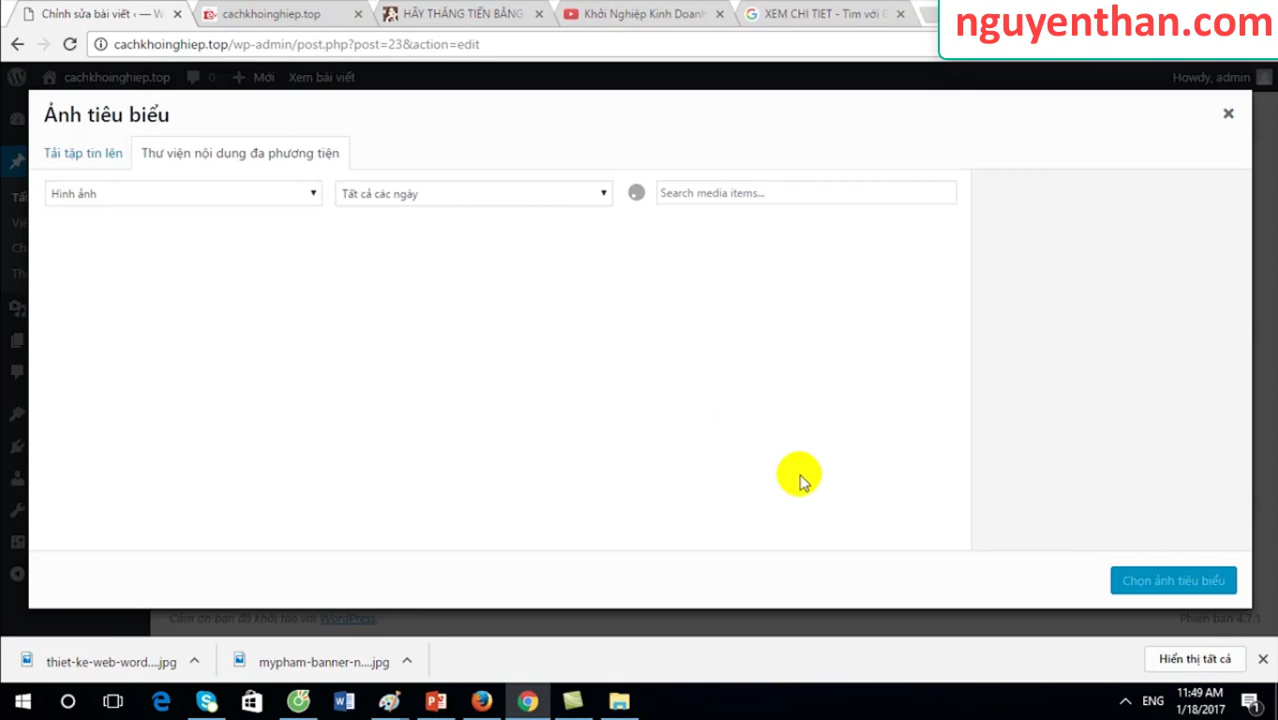 Chỉnh sửa bài viết ‹ — W
cachkhoinghiep.top
HÃY THẲNG TIẾN BẰNG
Khởi Nghiệp Kinh Doanh
XEM CHI TIẾT - Tìm với G
nguyenthan.com
cachkhoinghiep.top/wp-admin/post.php?post=23&action=edit
cachkhoinghiep.top
0
Mới
Xem bài viết
Howdy, admin
Ảnh tiêu biểu
Tải tập tin lên
Thư viện nội dung đa phương tiện
Hình ảnh
Tất cả các ngày
Search media items...
Chọn ảnh tiêu biểu
Cảm ơn bạn đã khởi tạo với WordPress.
Phiên bản 4.7.1
thiet-ke-web-word....jpg
mypham-banner-n....jpg
Hiển thị tất cả
ENG
11:49 AM
1/18/2017
1